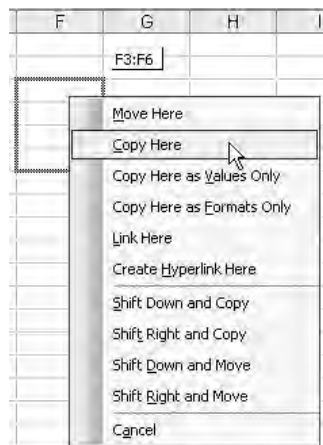 F G H
F3:F6
Move Here
Copy Here
Copy Here as Values Only
Copy Here as Formats Only
Link Here
Create Hyperlink Here
Shift Down and Copy
Shift Right and Copy
Shift Down and Move
Shift Right and Move
Cancel